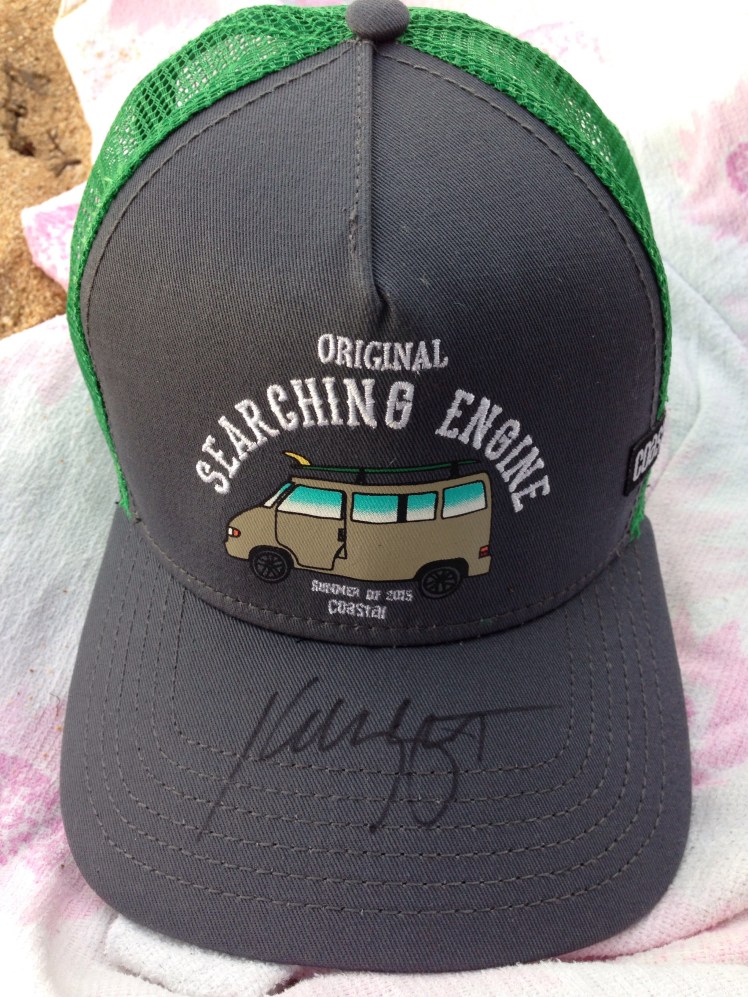 ORIGINAL
SEARCHING ENGINE
SUMMER OF 2015
Coastal